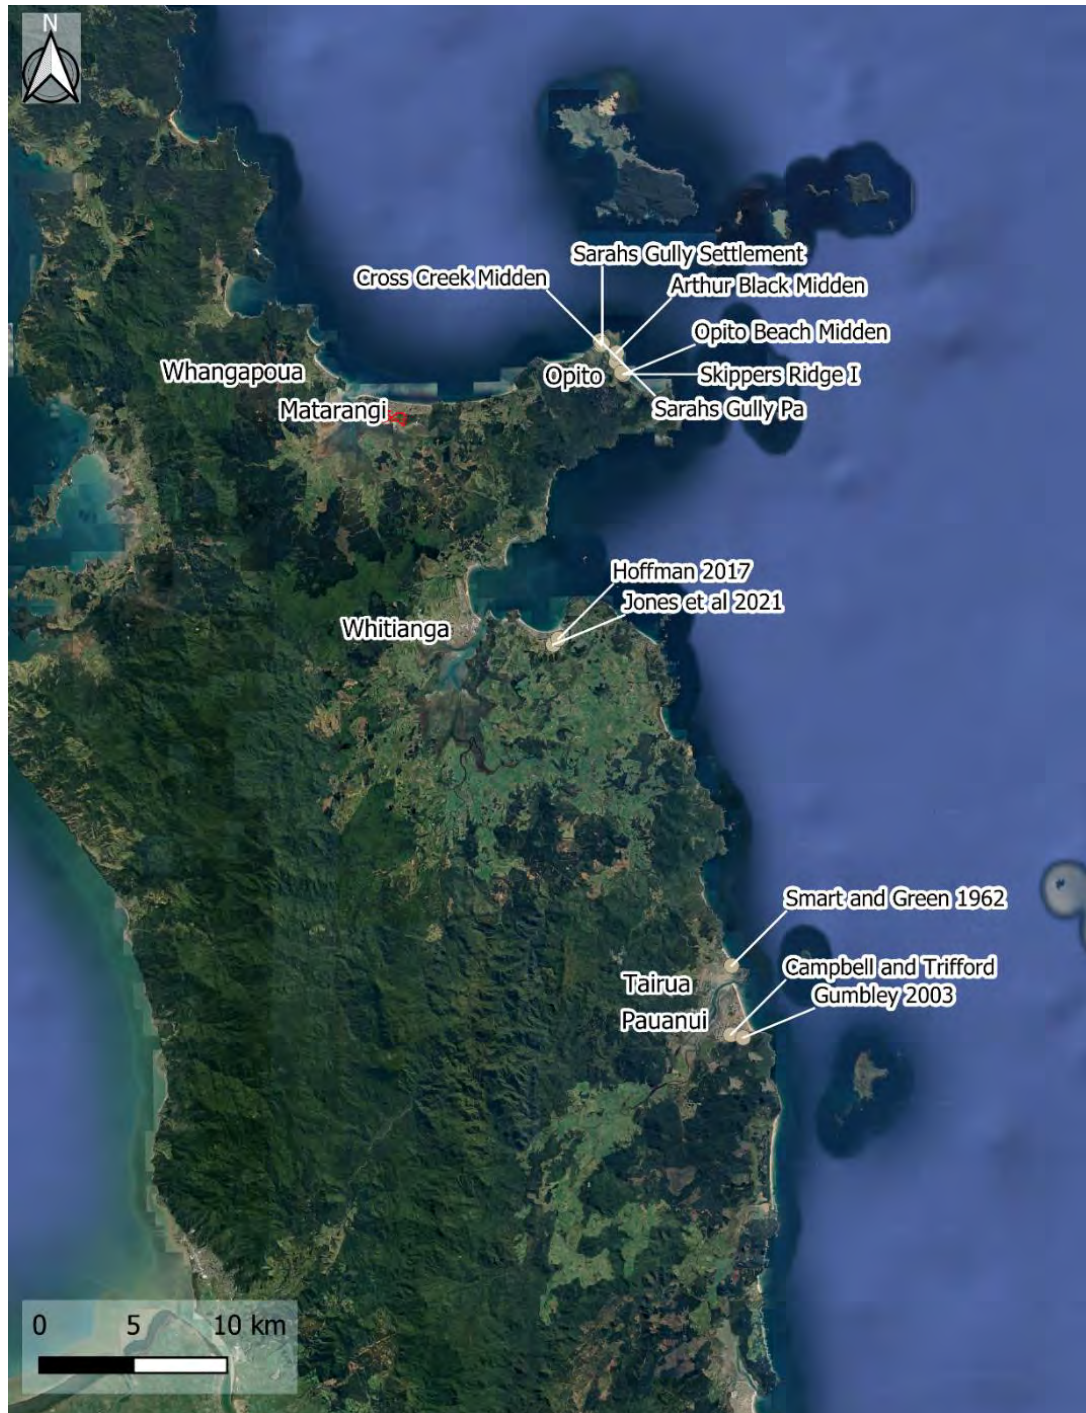 N
Sarahs Gully Settlement
Cross Creek Midden
Arthur Black Midden
Opito Beach Midden
Whangapoua
Opito
Skippers Ridge I
Matarangi
Sarahs Gully Pa
Hoffman 2017
Jones et al 2021
Whitianga
Smart and Green 1962
Campbell and Trifford
Tairua
Gumbley 2003
Pauanui
0 5 10 km